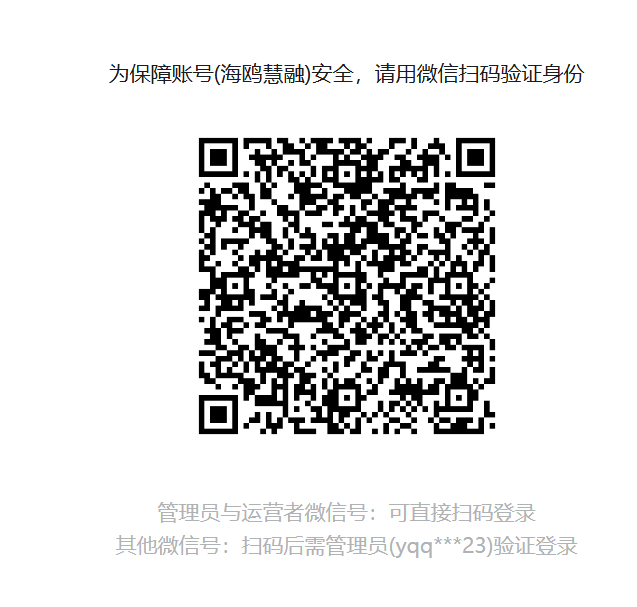 为保障账号(海鸥慧融)安全，请用微信扫码验证身份
管理员与运营者微信号：可直接扫码登录
其他微信号：扫码后需管理员(yqq***23)验证登录